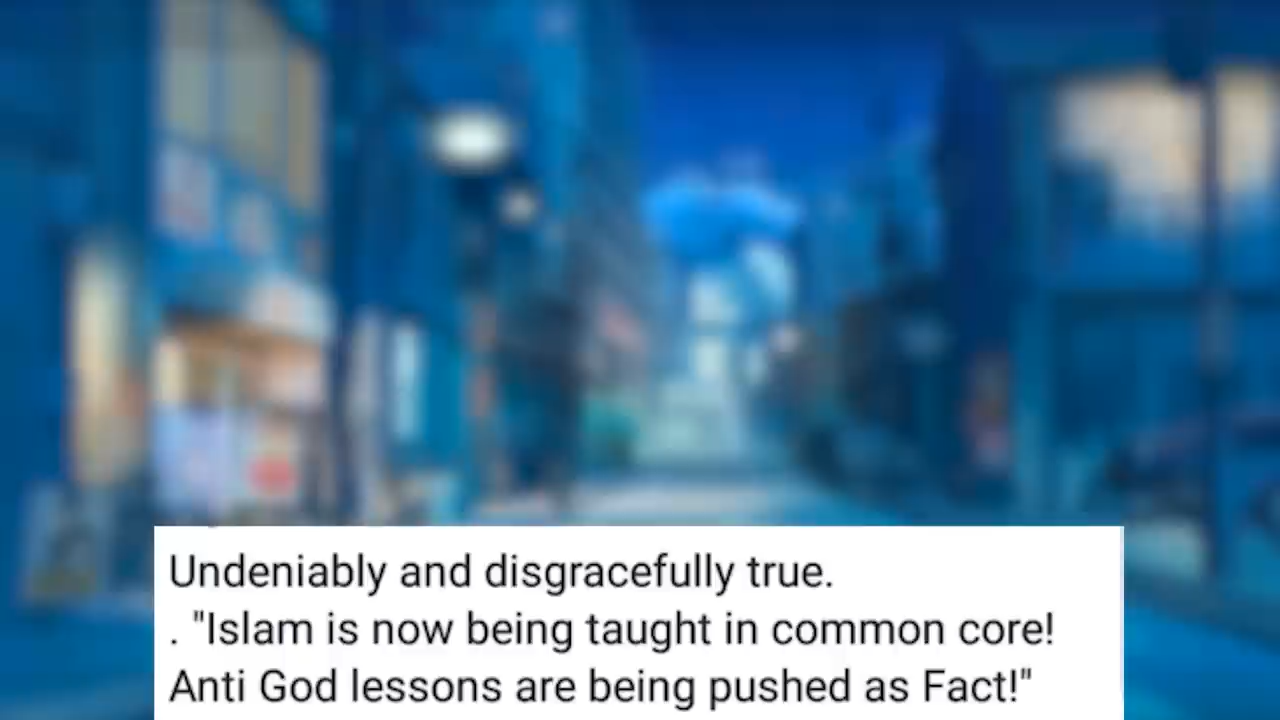 Undeniably and disgracefully true.
. "Islam is now being taught in common core!
Anti God lessons are being pushed as Fact!"